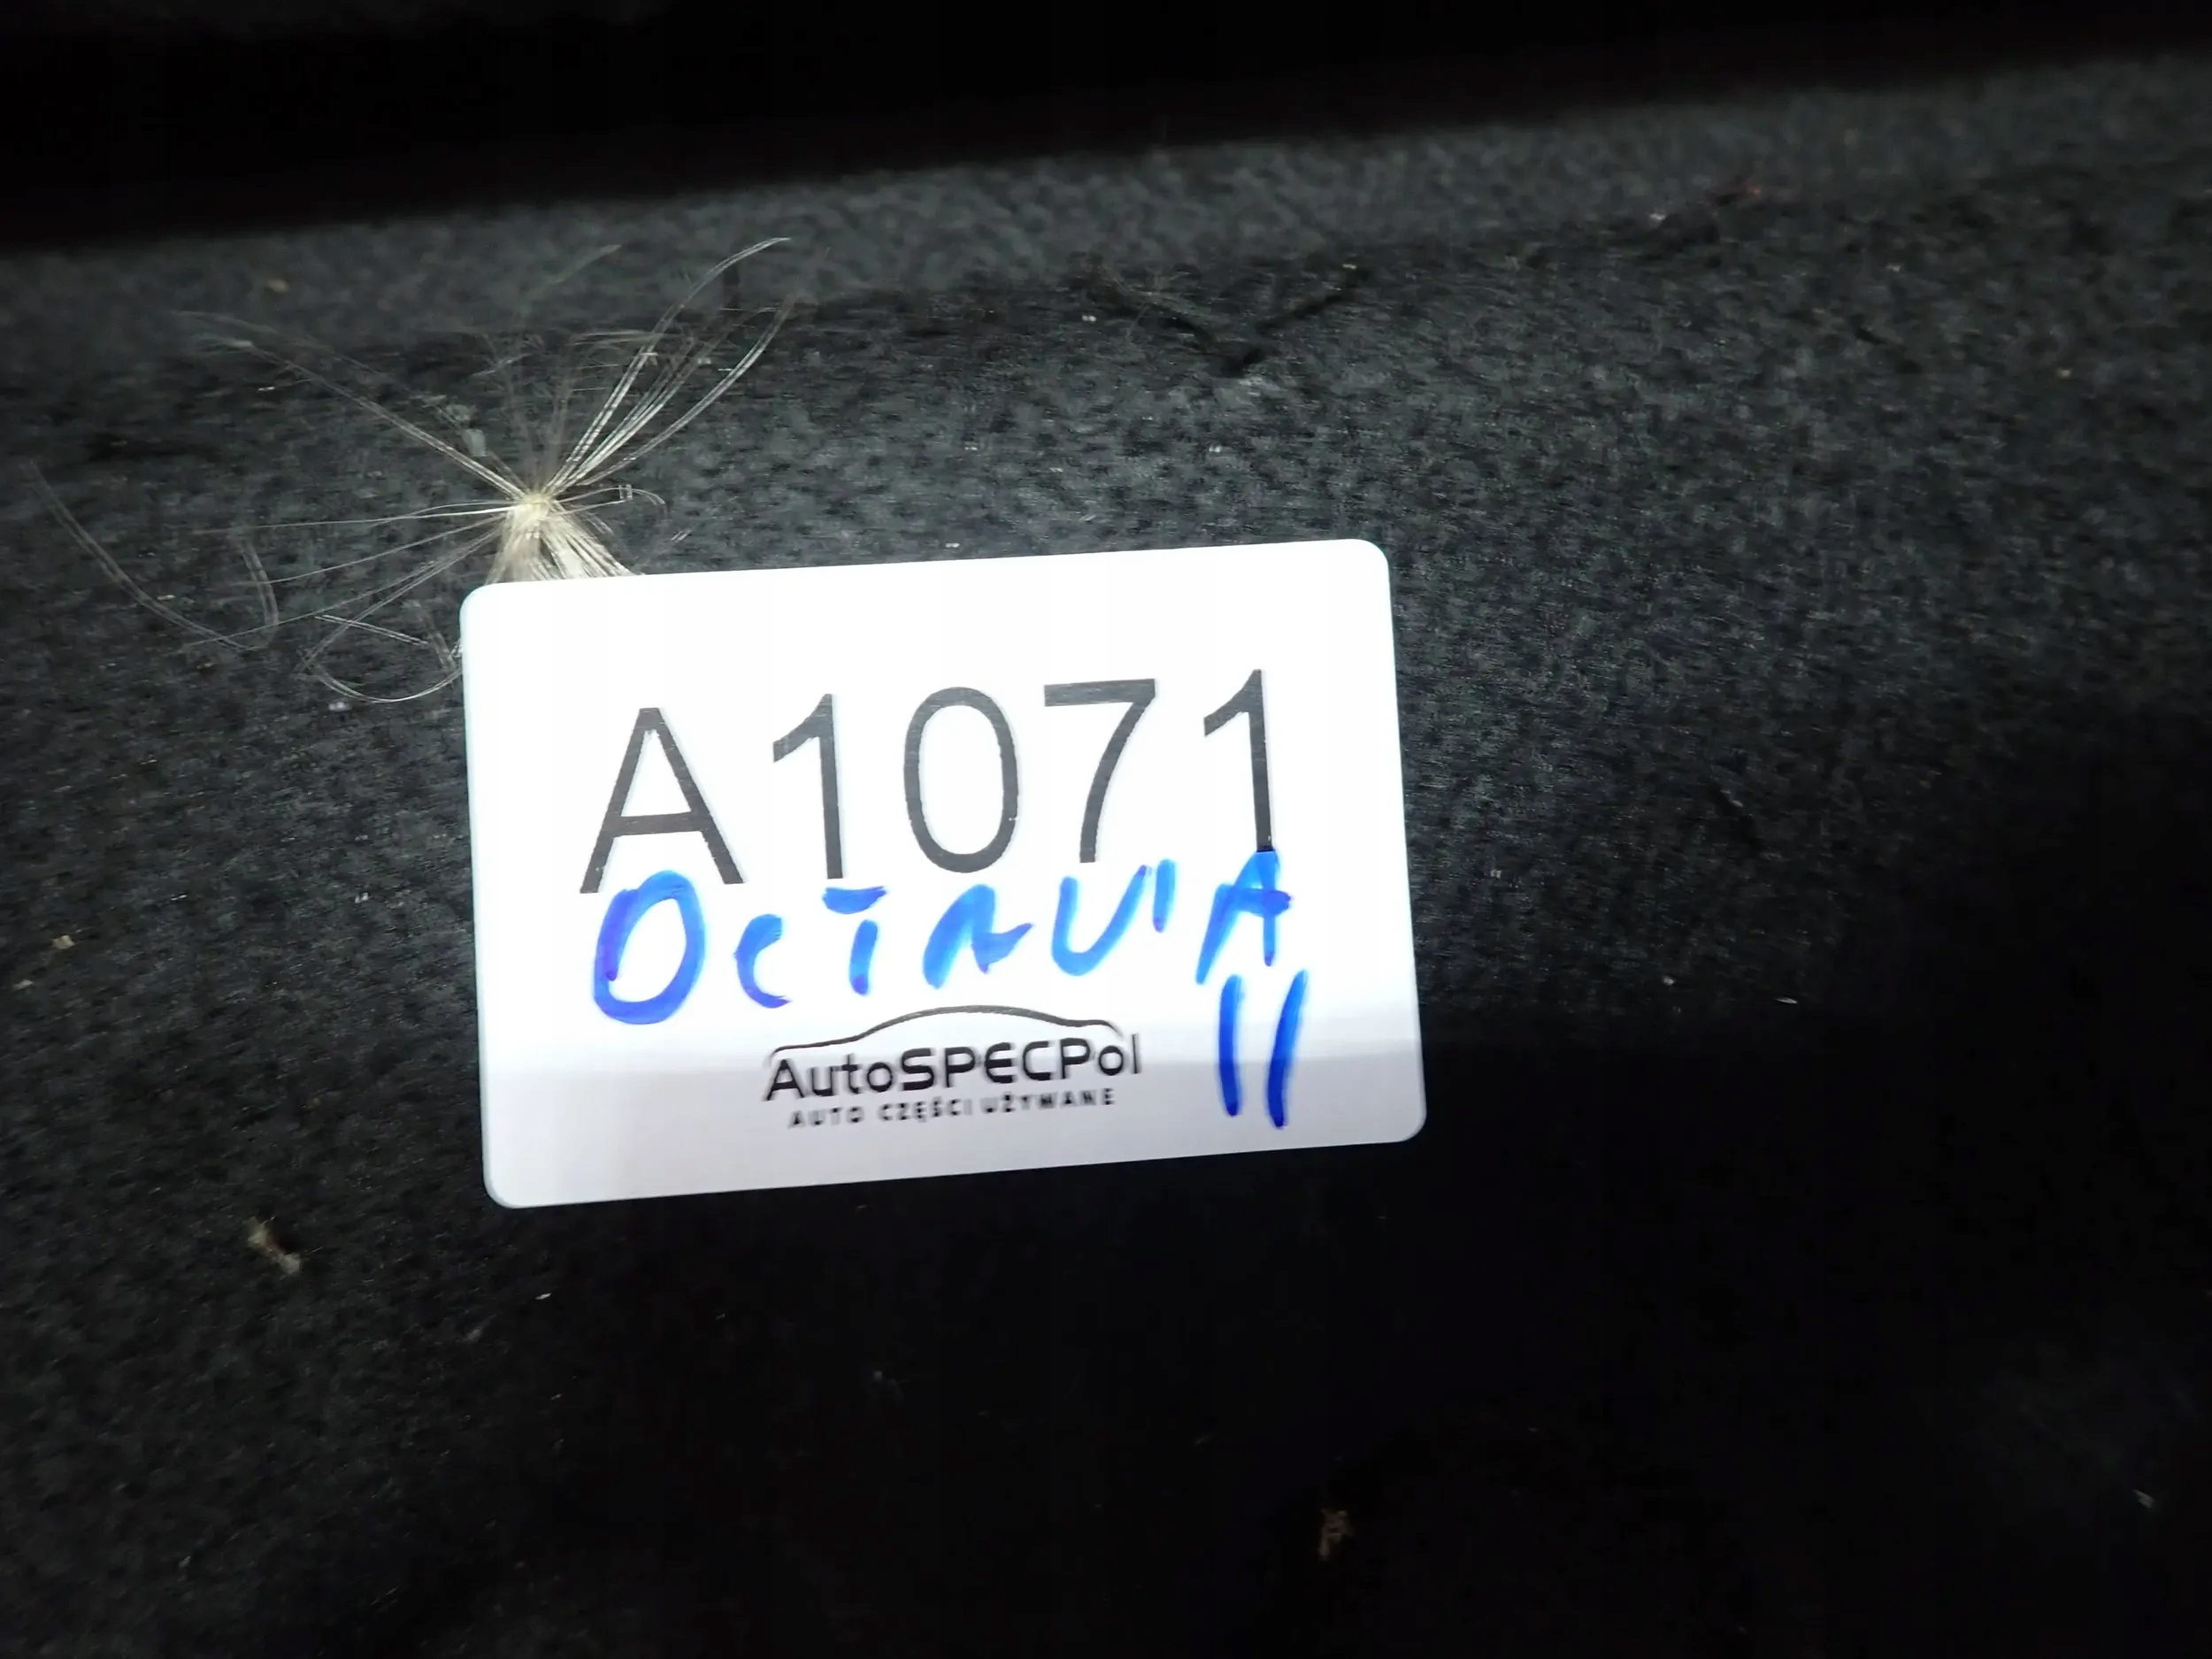 A1071
OCTAVIA
II
AutoSPECPol
AUTO CZĘŚCI UŻYWANE